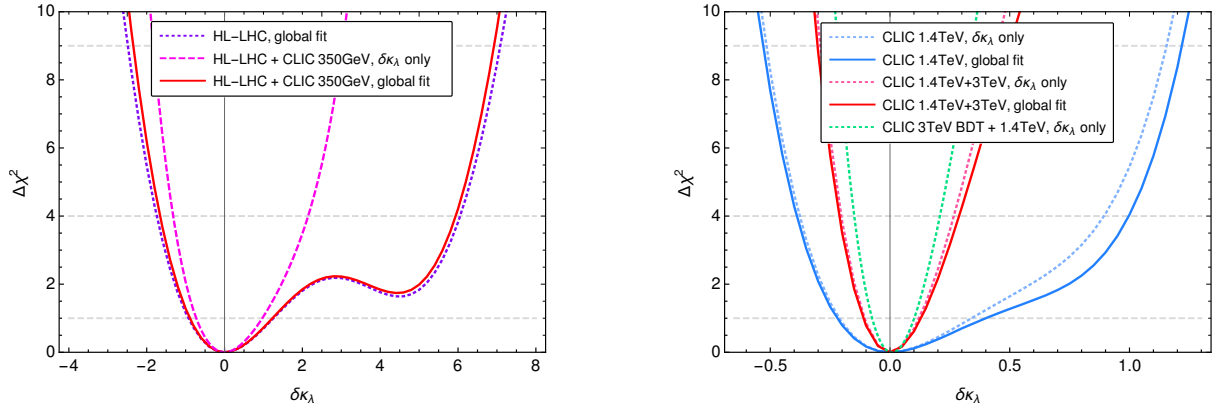 HL-LHC, global fit
HL-LHC + CLIC 350GeV, δκλ only
HL-LHC + CLIC 350GeV, global fit
Δχ²
10
8
6
4
2
0
-4
-2
0
2
4
6
8
δκλ
CLIC 1.4TeV, δκλ only
CLIC 1.4TeV, global fit
CLIC 1.4TeV+3TeV, δκλ only
CLIC 1.4TeV+3TeV, global fit
CLIC 3TeV BDT + 1.4TeV, δκλ only
Δχ²
10
8
6
4
2
0
-0.5
0.0
0.5
1.0
δκλ